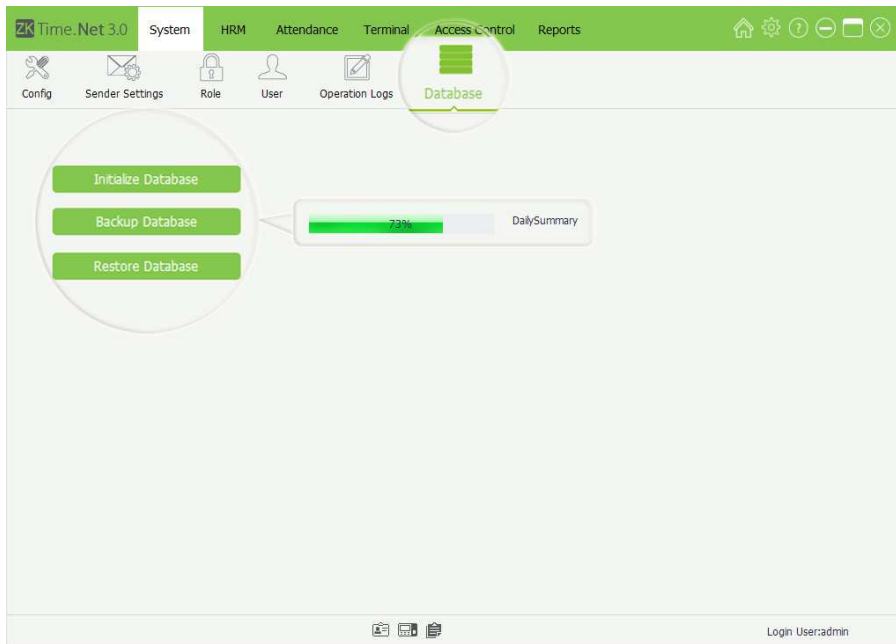 ZK Time.Net 3.0 System HRM Attendance Terminal Access Control Reports
Config Sender Settings Role User Operation Logs Database
Initialize Database
Backup Database
73% DailySummary
Restore Database
Login User:admin